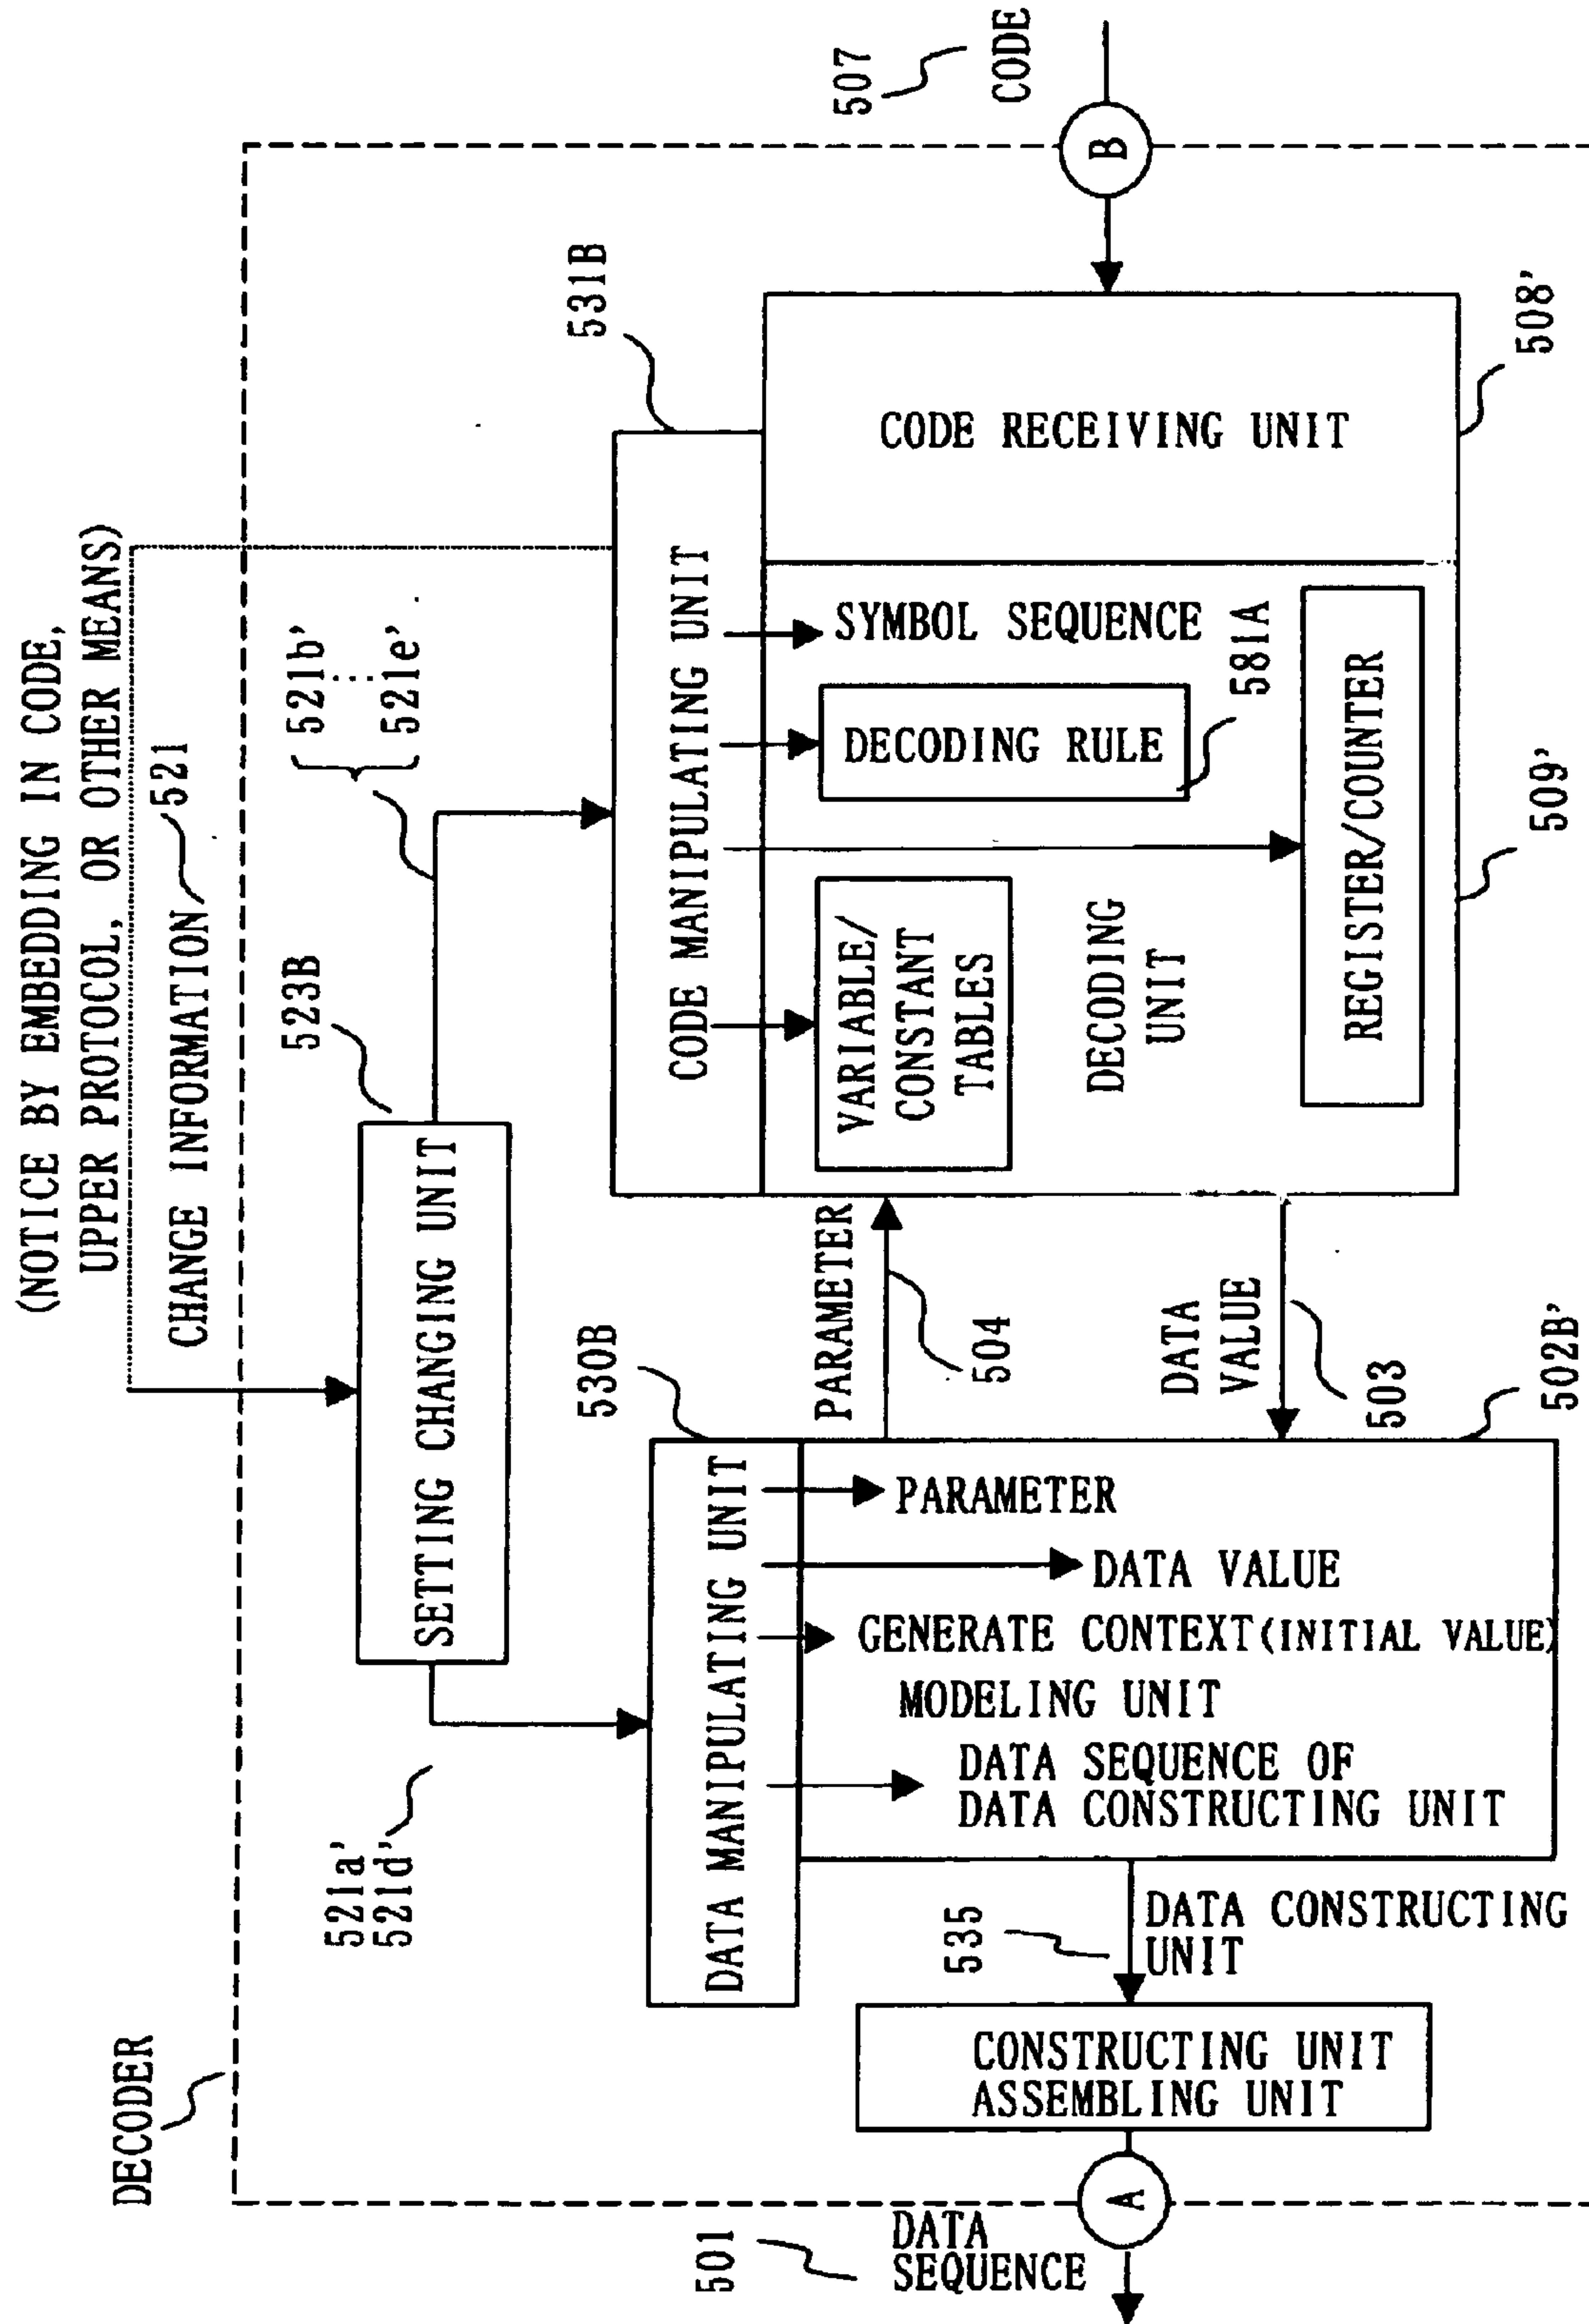 (NOTICE BY EMBEDDING IN CODE,
UPPER PROTOCOL, OR OTHER MEANS)
CHANGE INFORMATION 521
DECODER
523B
SETTING CHANGING UNIT
521a'
521d'
521b'
521e'
531B
CODE MANIPULATING UNIT
SYMBOL SEQUENCE
DECODING RULE
581A
VARIABLE/
CONSTANT
TABLES
DECODING
UNIT
REGISTER/COUNTER
509'
CODE RECEIVING UNIT
508'
B
507
CODE
PARAMETER
504
DATA
VALUE
503
530B
DATA MANIPULATING UNIT
PARAMETER
DATA VALUE
GENERATE CONTEXT(INITIAL VALUE)
MODELING UNIT
DATA SEQUENCE OF
DATA CONSTRUCTING UNIT
502B'
535
DATA CONSTRUCTING
UNIT
CONSTRUCTING UNIT
ASSEMBLING UNIT
A
501
DATA
SEQUENCE